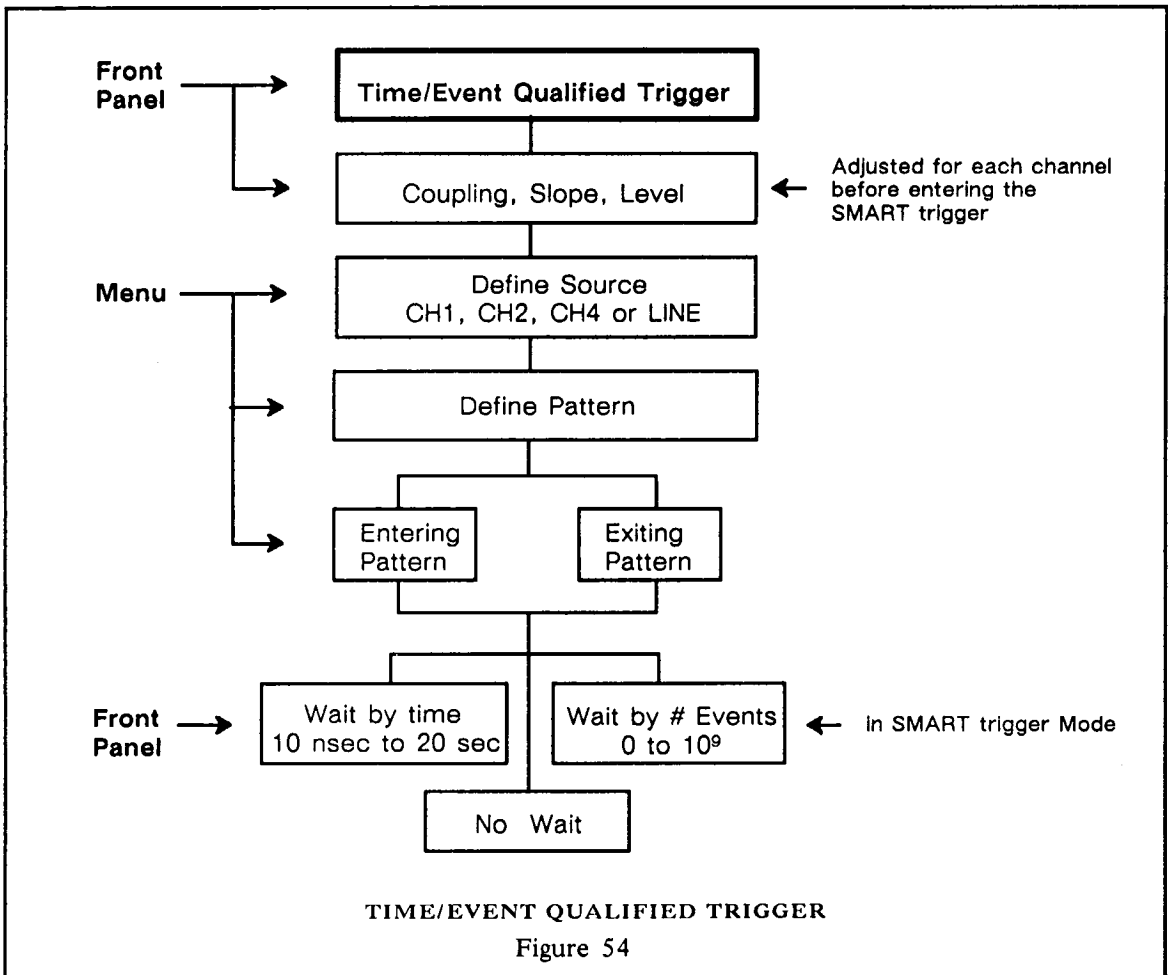 Front
Panel
Time/Event Qualified Trigger
Coupling, Slope, Level
Adjusted for each channel
before entering the
SMART trigger
Menu
Define Source
CH1, CH2, CH4 or LINE
Define Pattern
Entering
Pattern
Exiting
Pattern
Front
Panel
Wait by time
10 nsec to 20 sec
Wait by # Events
0 to 10⁹
In SMART trigger Mode
No Wait
TIME/EVENT QUALIFIED TRIGGER
Figure 54